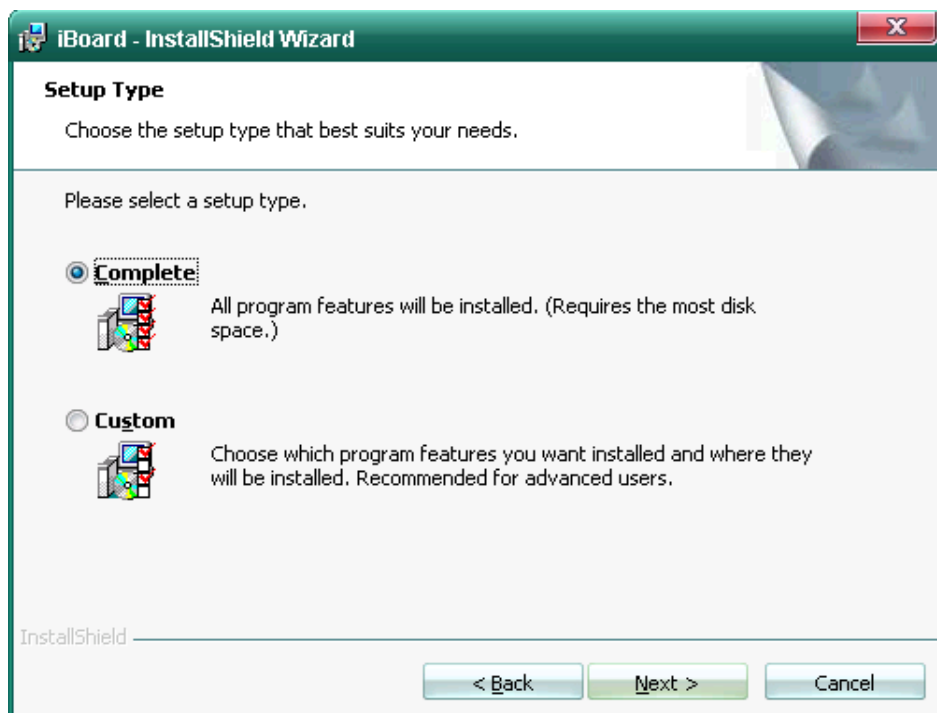 iBoard - InstallShield Wizard
Setup Type
Choose the setup type that best suits your needs.
Please select a setup type.
Complete
All program features will be installed. (Requires the most disk
space.)
Custom
Choose which program features you want installed and where they
will be installed. Recommended for advanced users.
InstallShield
< Back Next > Cancel